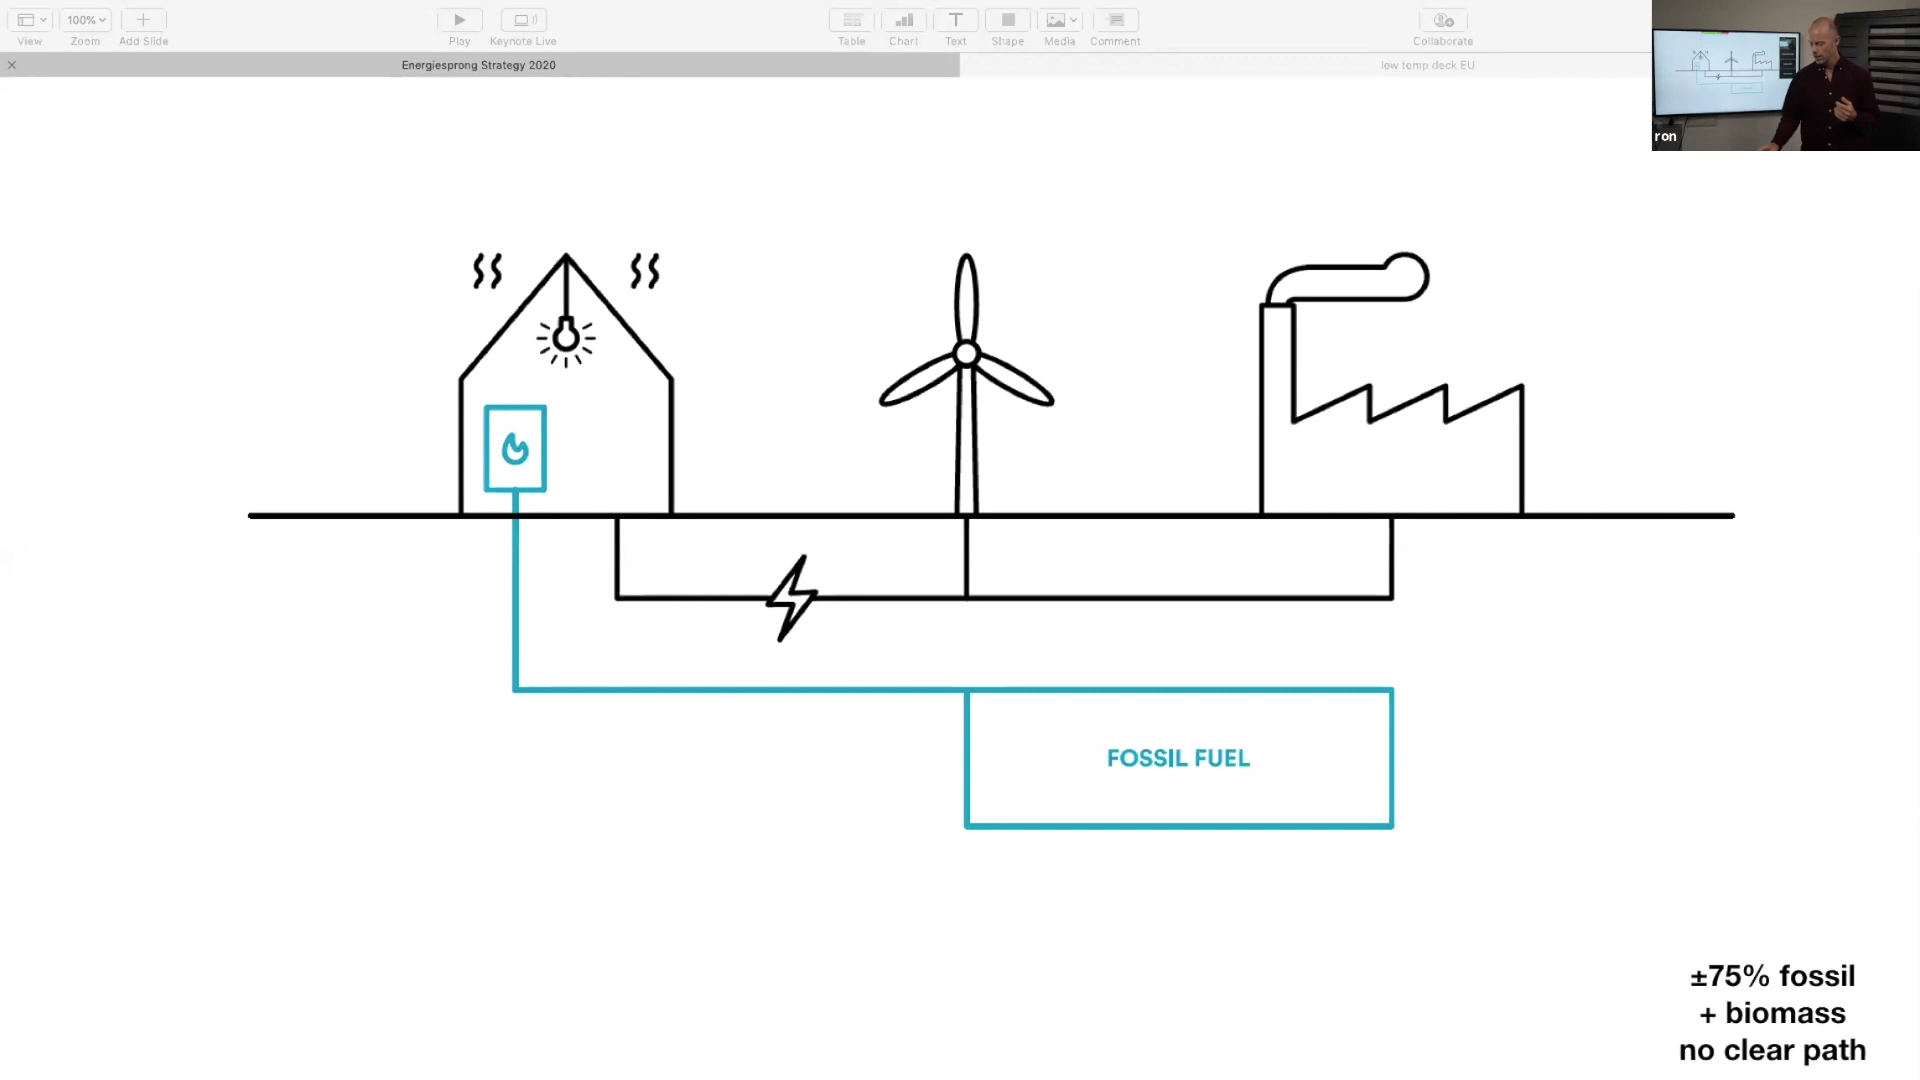 100%
View
Zoom
Add Slide
Play
Keynote Live
Table
Chart
Text
Shape
Media
Comment
Collaborate
Energiesprong Strategy 2020
low temp deck EU
ron
FOSSIL FUEL
±75% fossil
+ biomass
no clear path